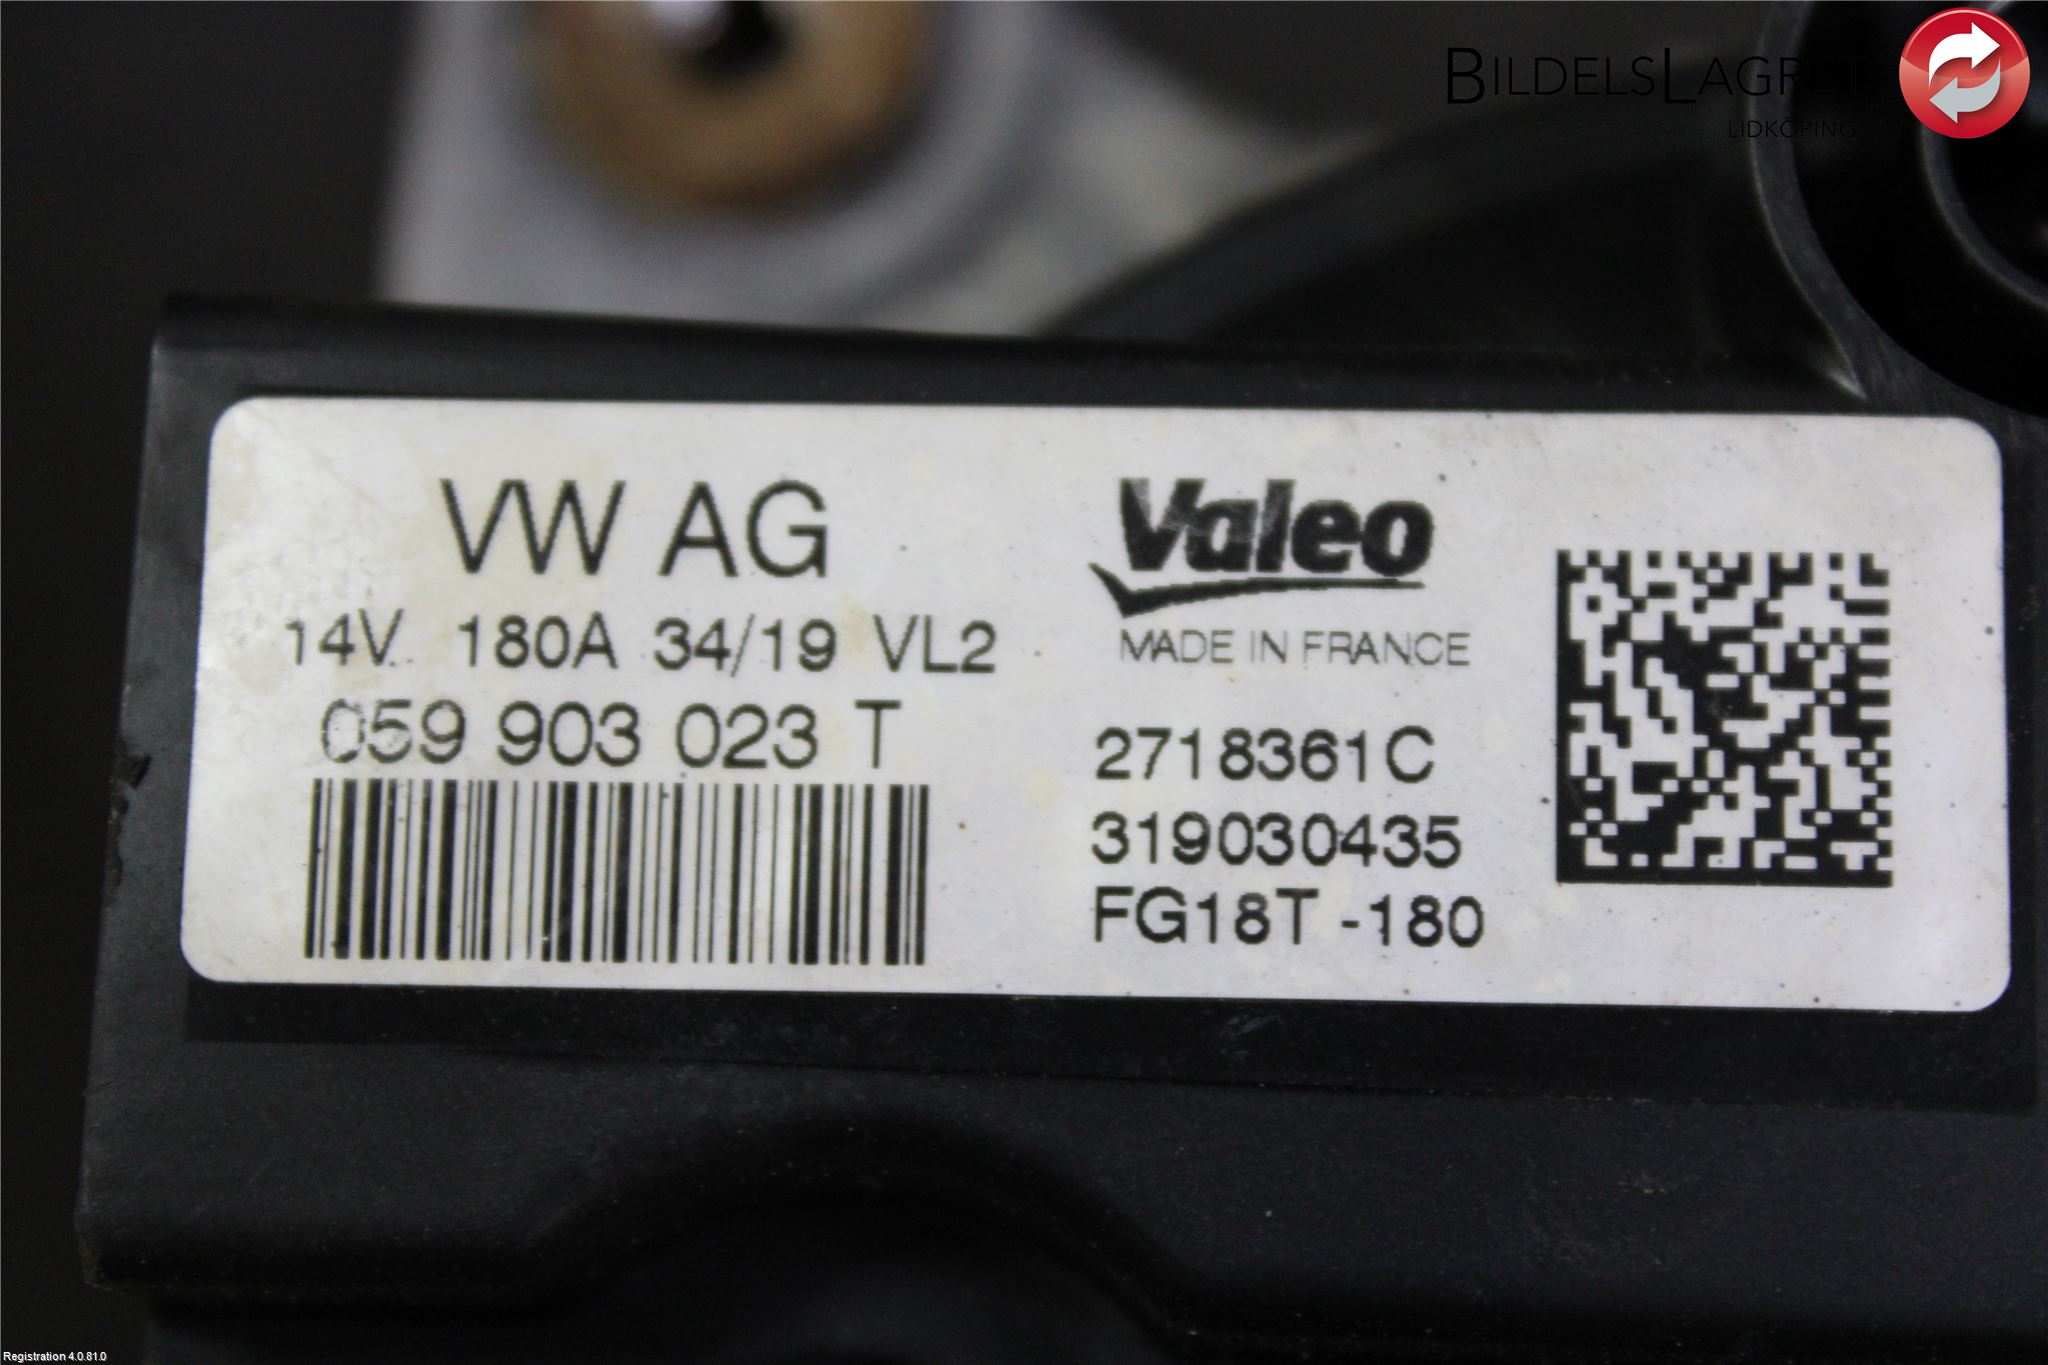 BILDELSLAGRET
LIDKÖPING
VW AG
14V 180A 34/19 VL2
059 903 023 T
Valeo
MADE IN FRANCE
2718361C
319030435
FG18T -180
Registration 4.0.81.0